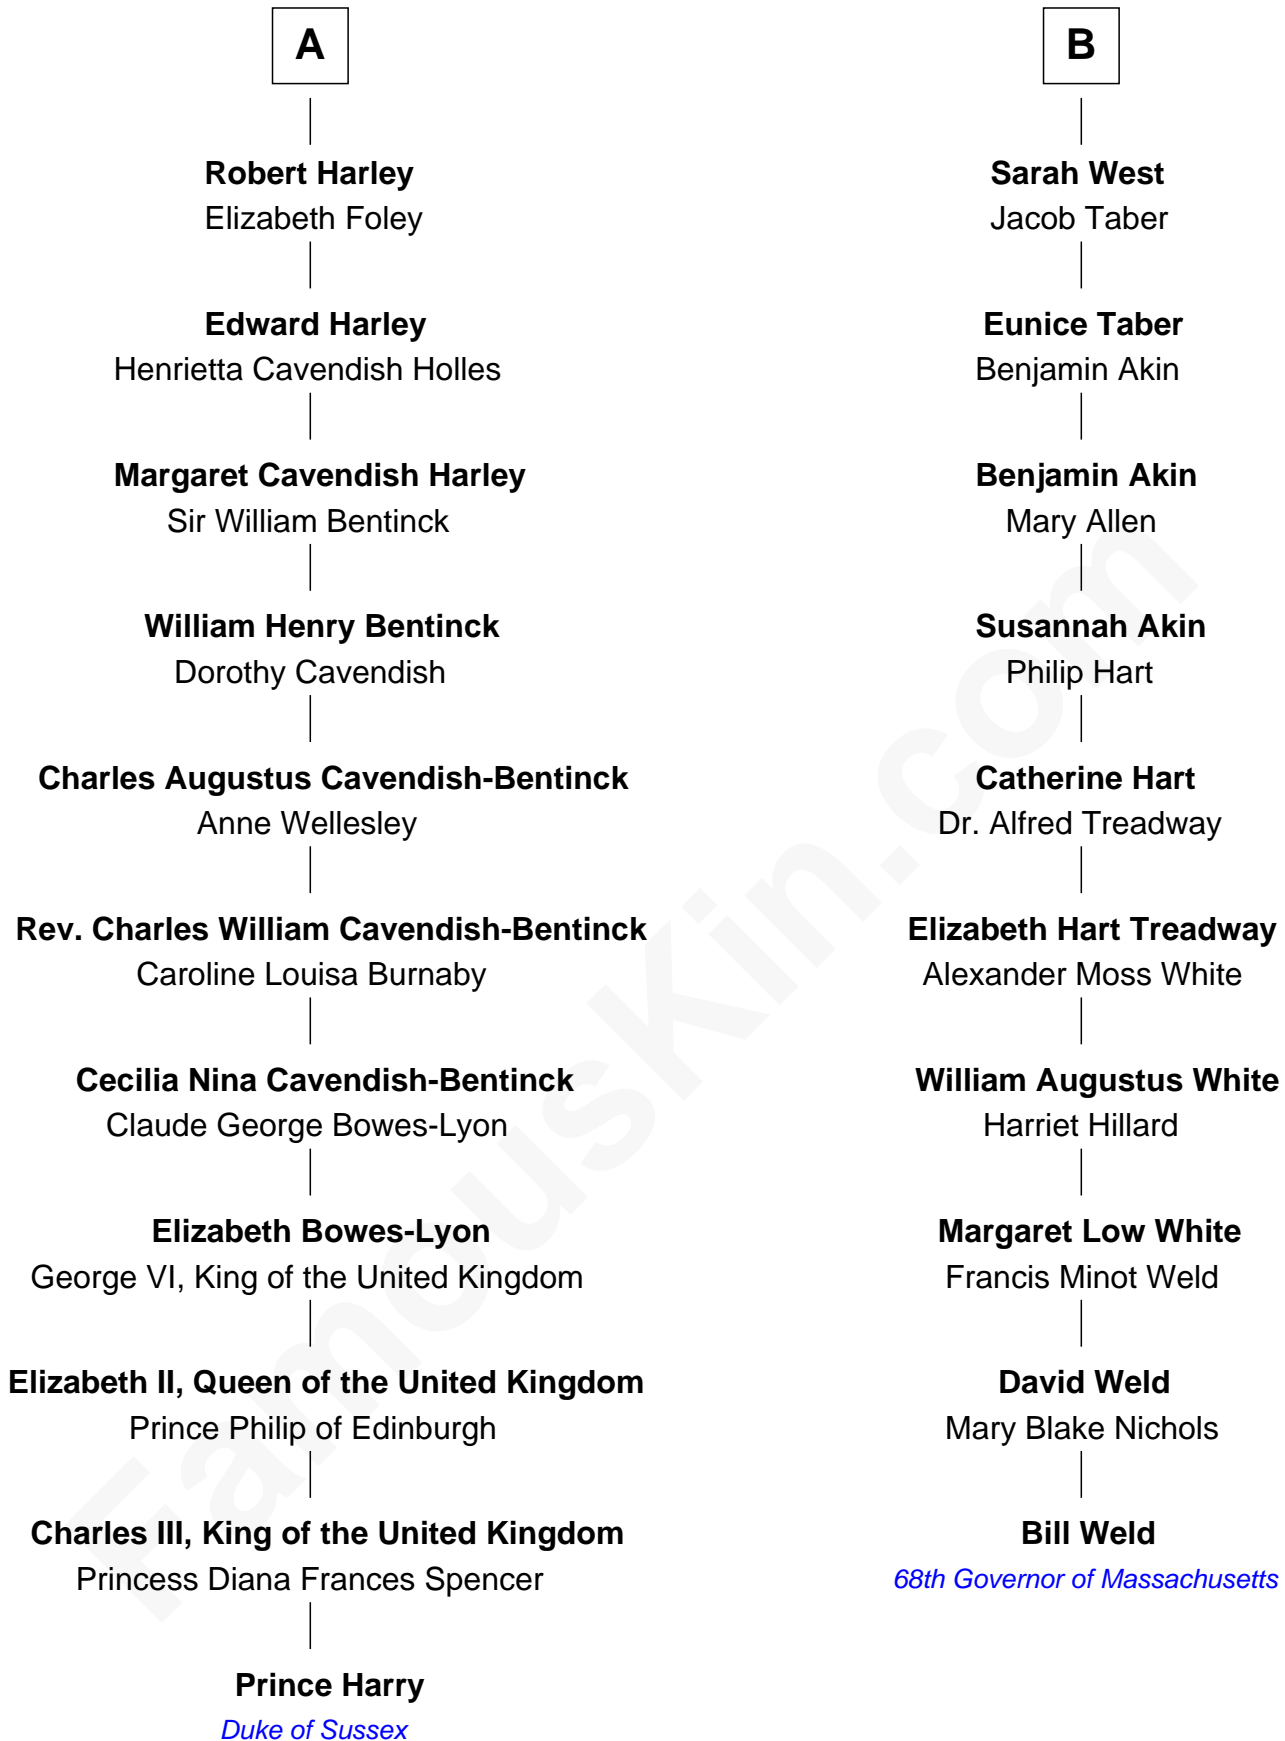 A
Robert Harley
Elizabeth Foley
Edward Harley
Henrietta Cavendish Holles
Margaret Cavendish Harley
Sir William Bentinck
William Henry Bentinck
Dorothy Cavendish
Charles Augustus Cavendish-Bentinck
Anne Wellesley
Rev. Charles William Cavendish-Bentinck
Caroline Louisa Burnaby
Cecilia Nina Cavendish-Bentinck
Claude George Bowes-Lyon
Elizabeth Bowes-Lyon
George VI, King of the United Kingdom
Elizabeth II, Queen of the United Kingdom
Prince Philip of Edinburgh
Charles III, King of the United Kingdom
Princess Diana Frances Spencer
Prince Harry
Duke of Sussex
B
Sarah West
Jacob Taber
Eunice Taber
Benjamin Akin
Benjamin Akin
Mary Allen
Susannah Akin
Philip Hart
Catherine Hart
Dr. Alfred Treadway
Elizabeth Hart Treadway
Alexander Moss White
William Augustus White
Harriet Hillard
Margaret Low White
Francis Minot Weld
David Weld
Mary Blake Nichols
Bill Weld
68th Governor of Massachusetts
FamousKin.com